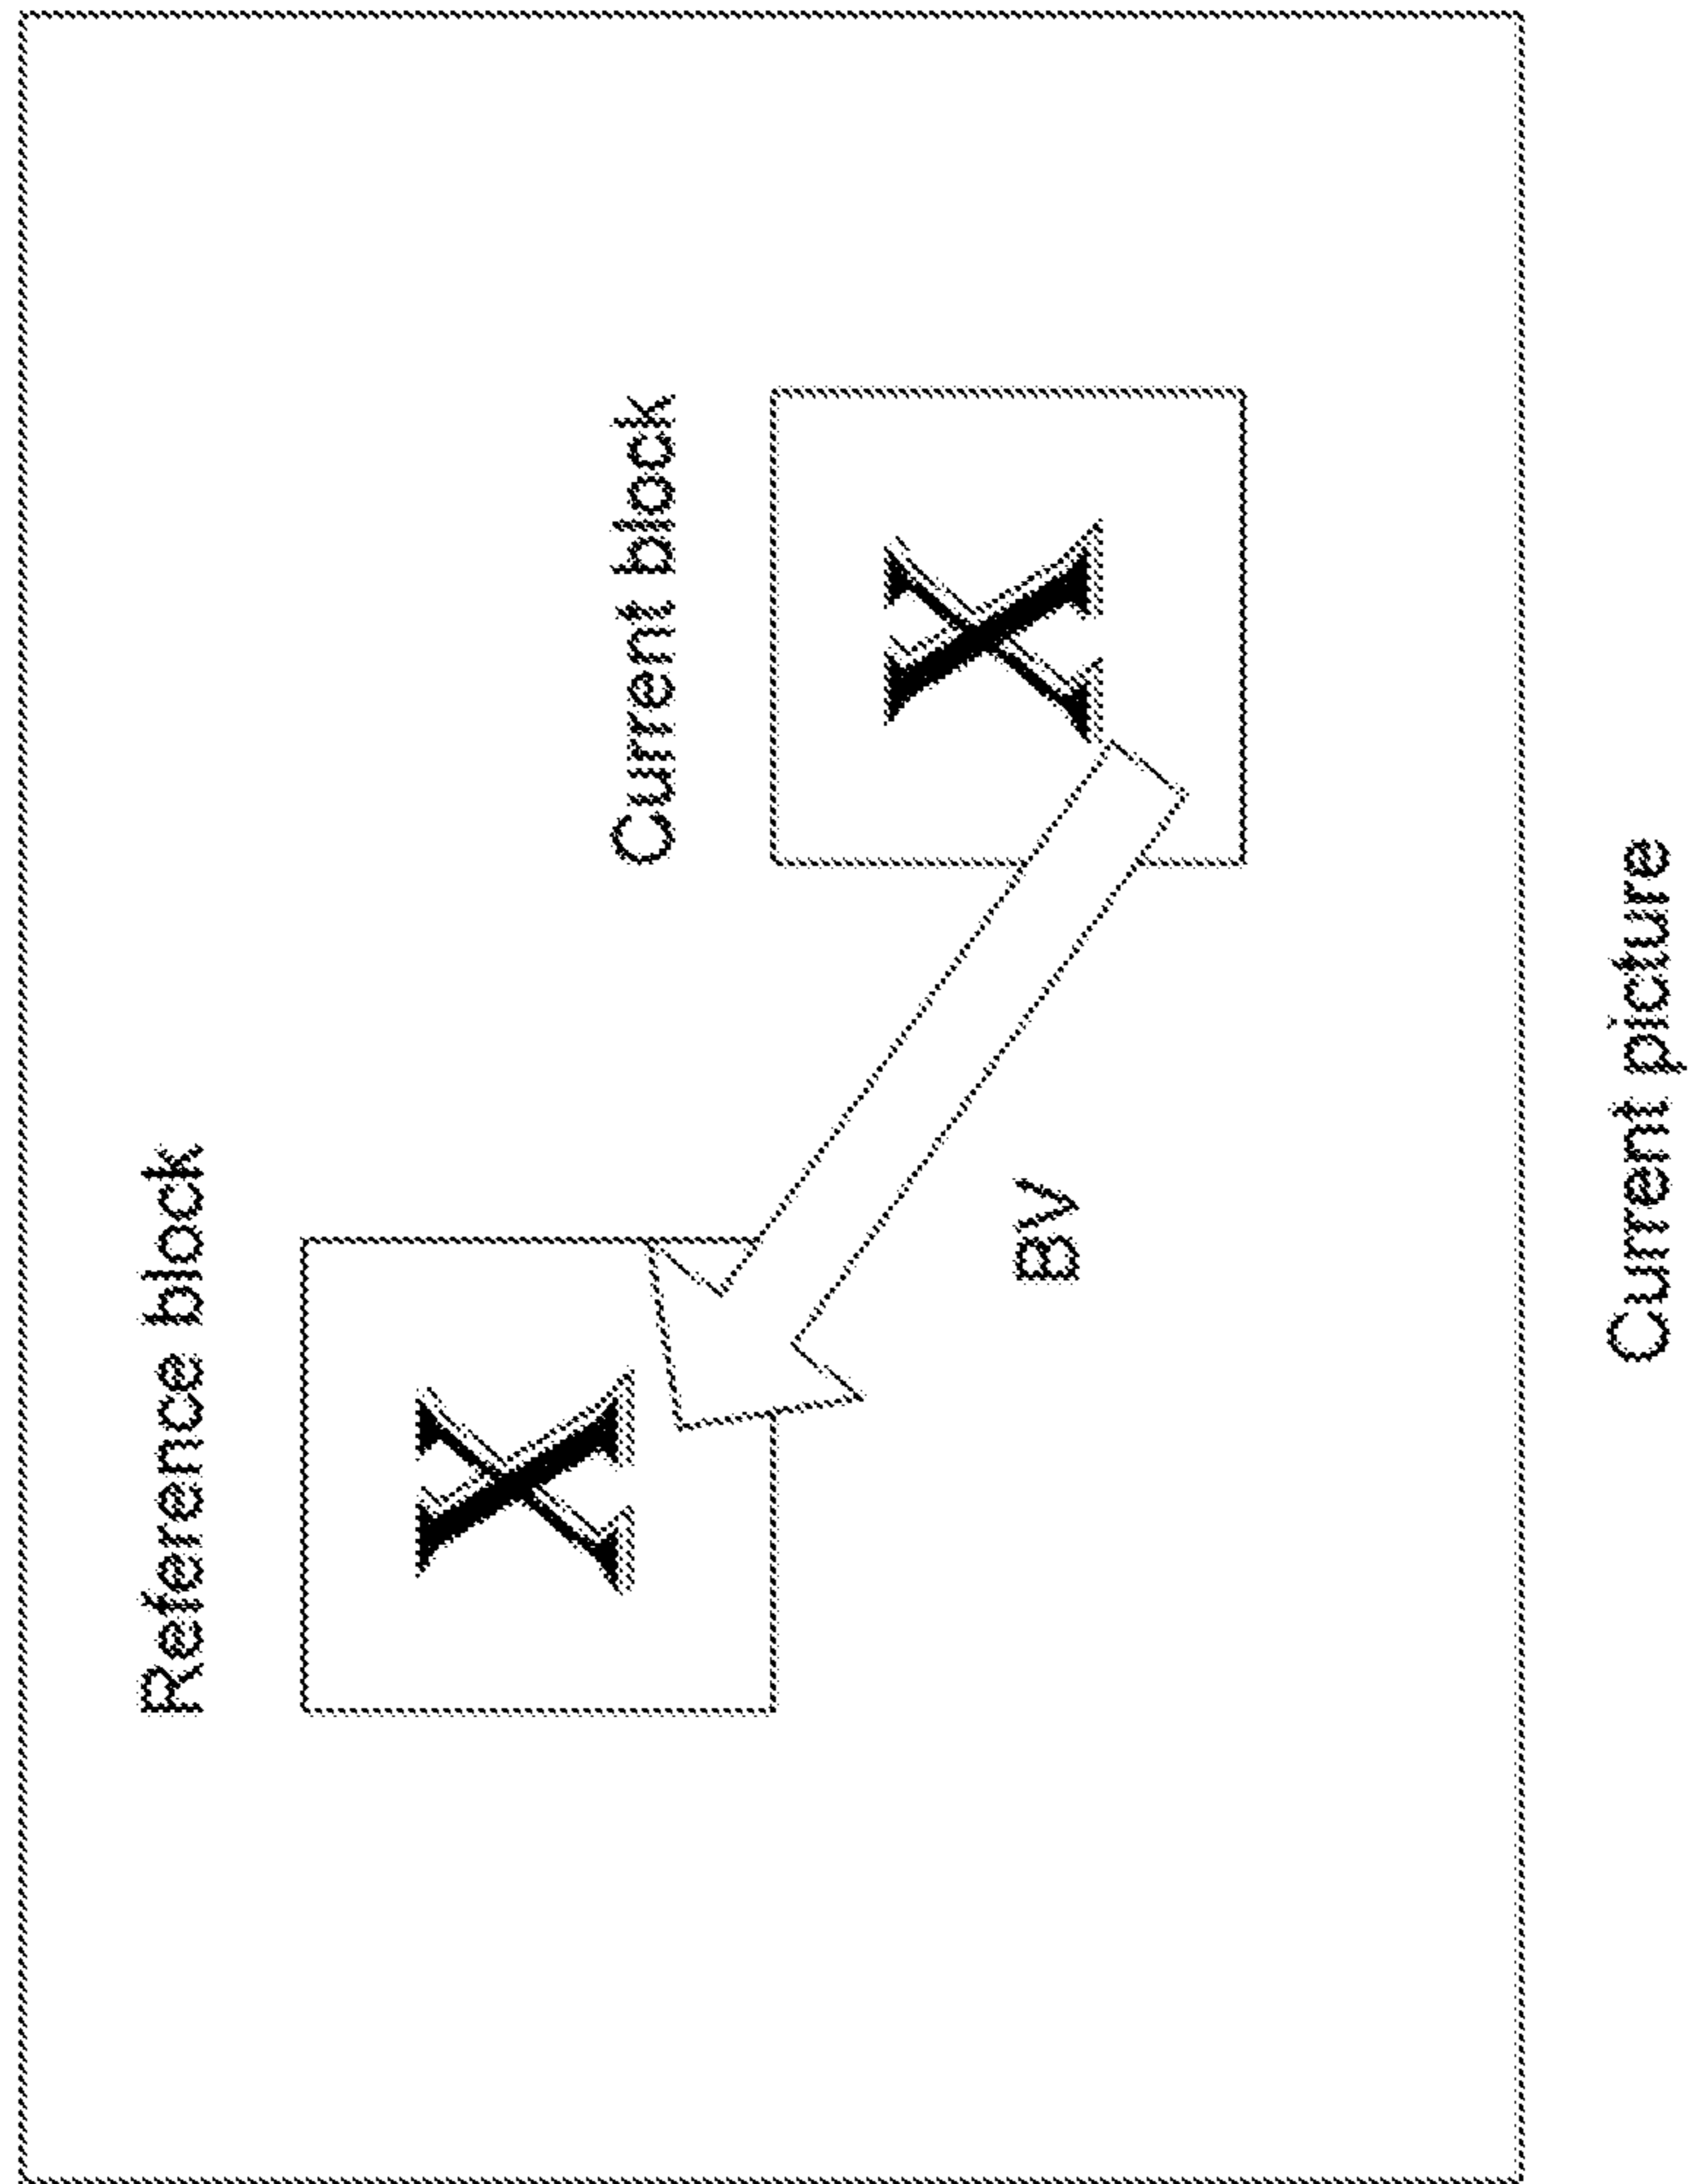 Reference block
Current block
X
X
BV
Current picture